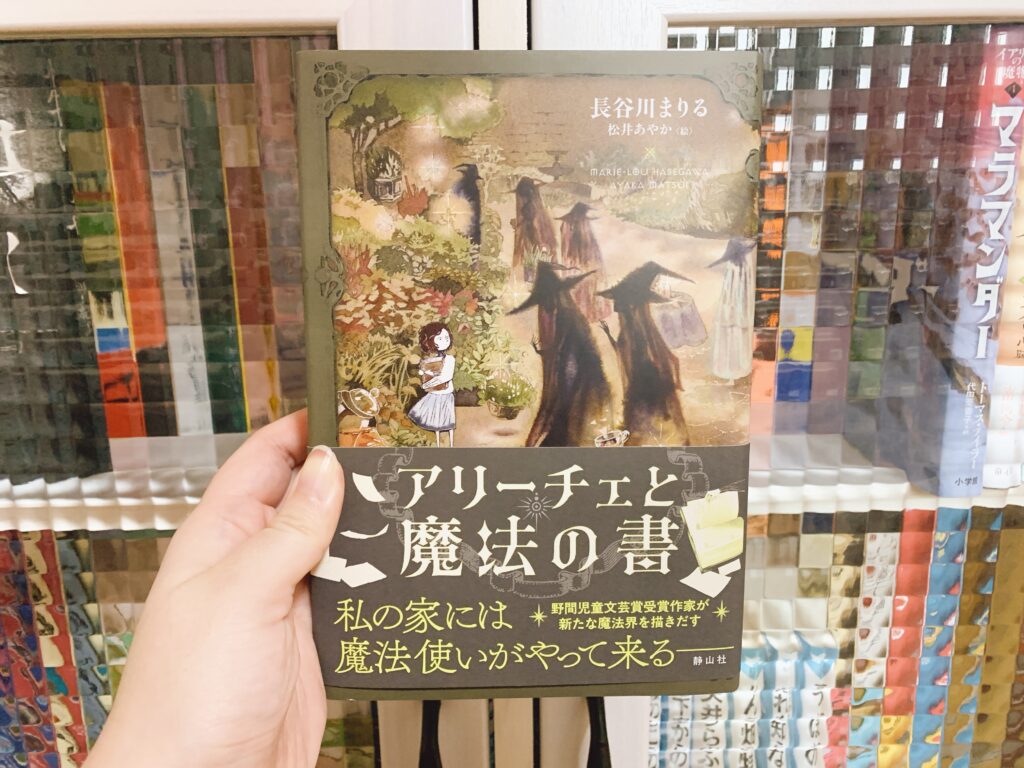 長谷川まりる
松井あやか〈絵〉
MARIE-LOU HASEGAWA
AYAKA MATSUI
アリーチェと
魔法の書
私の家には
魔法使いがやって来る――
野間児童文芸賞受賞作家が
新たな魔法界を描きだす
静山社
マラマンダー
小学館